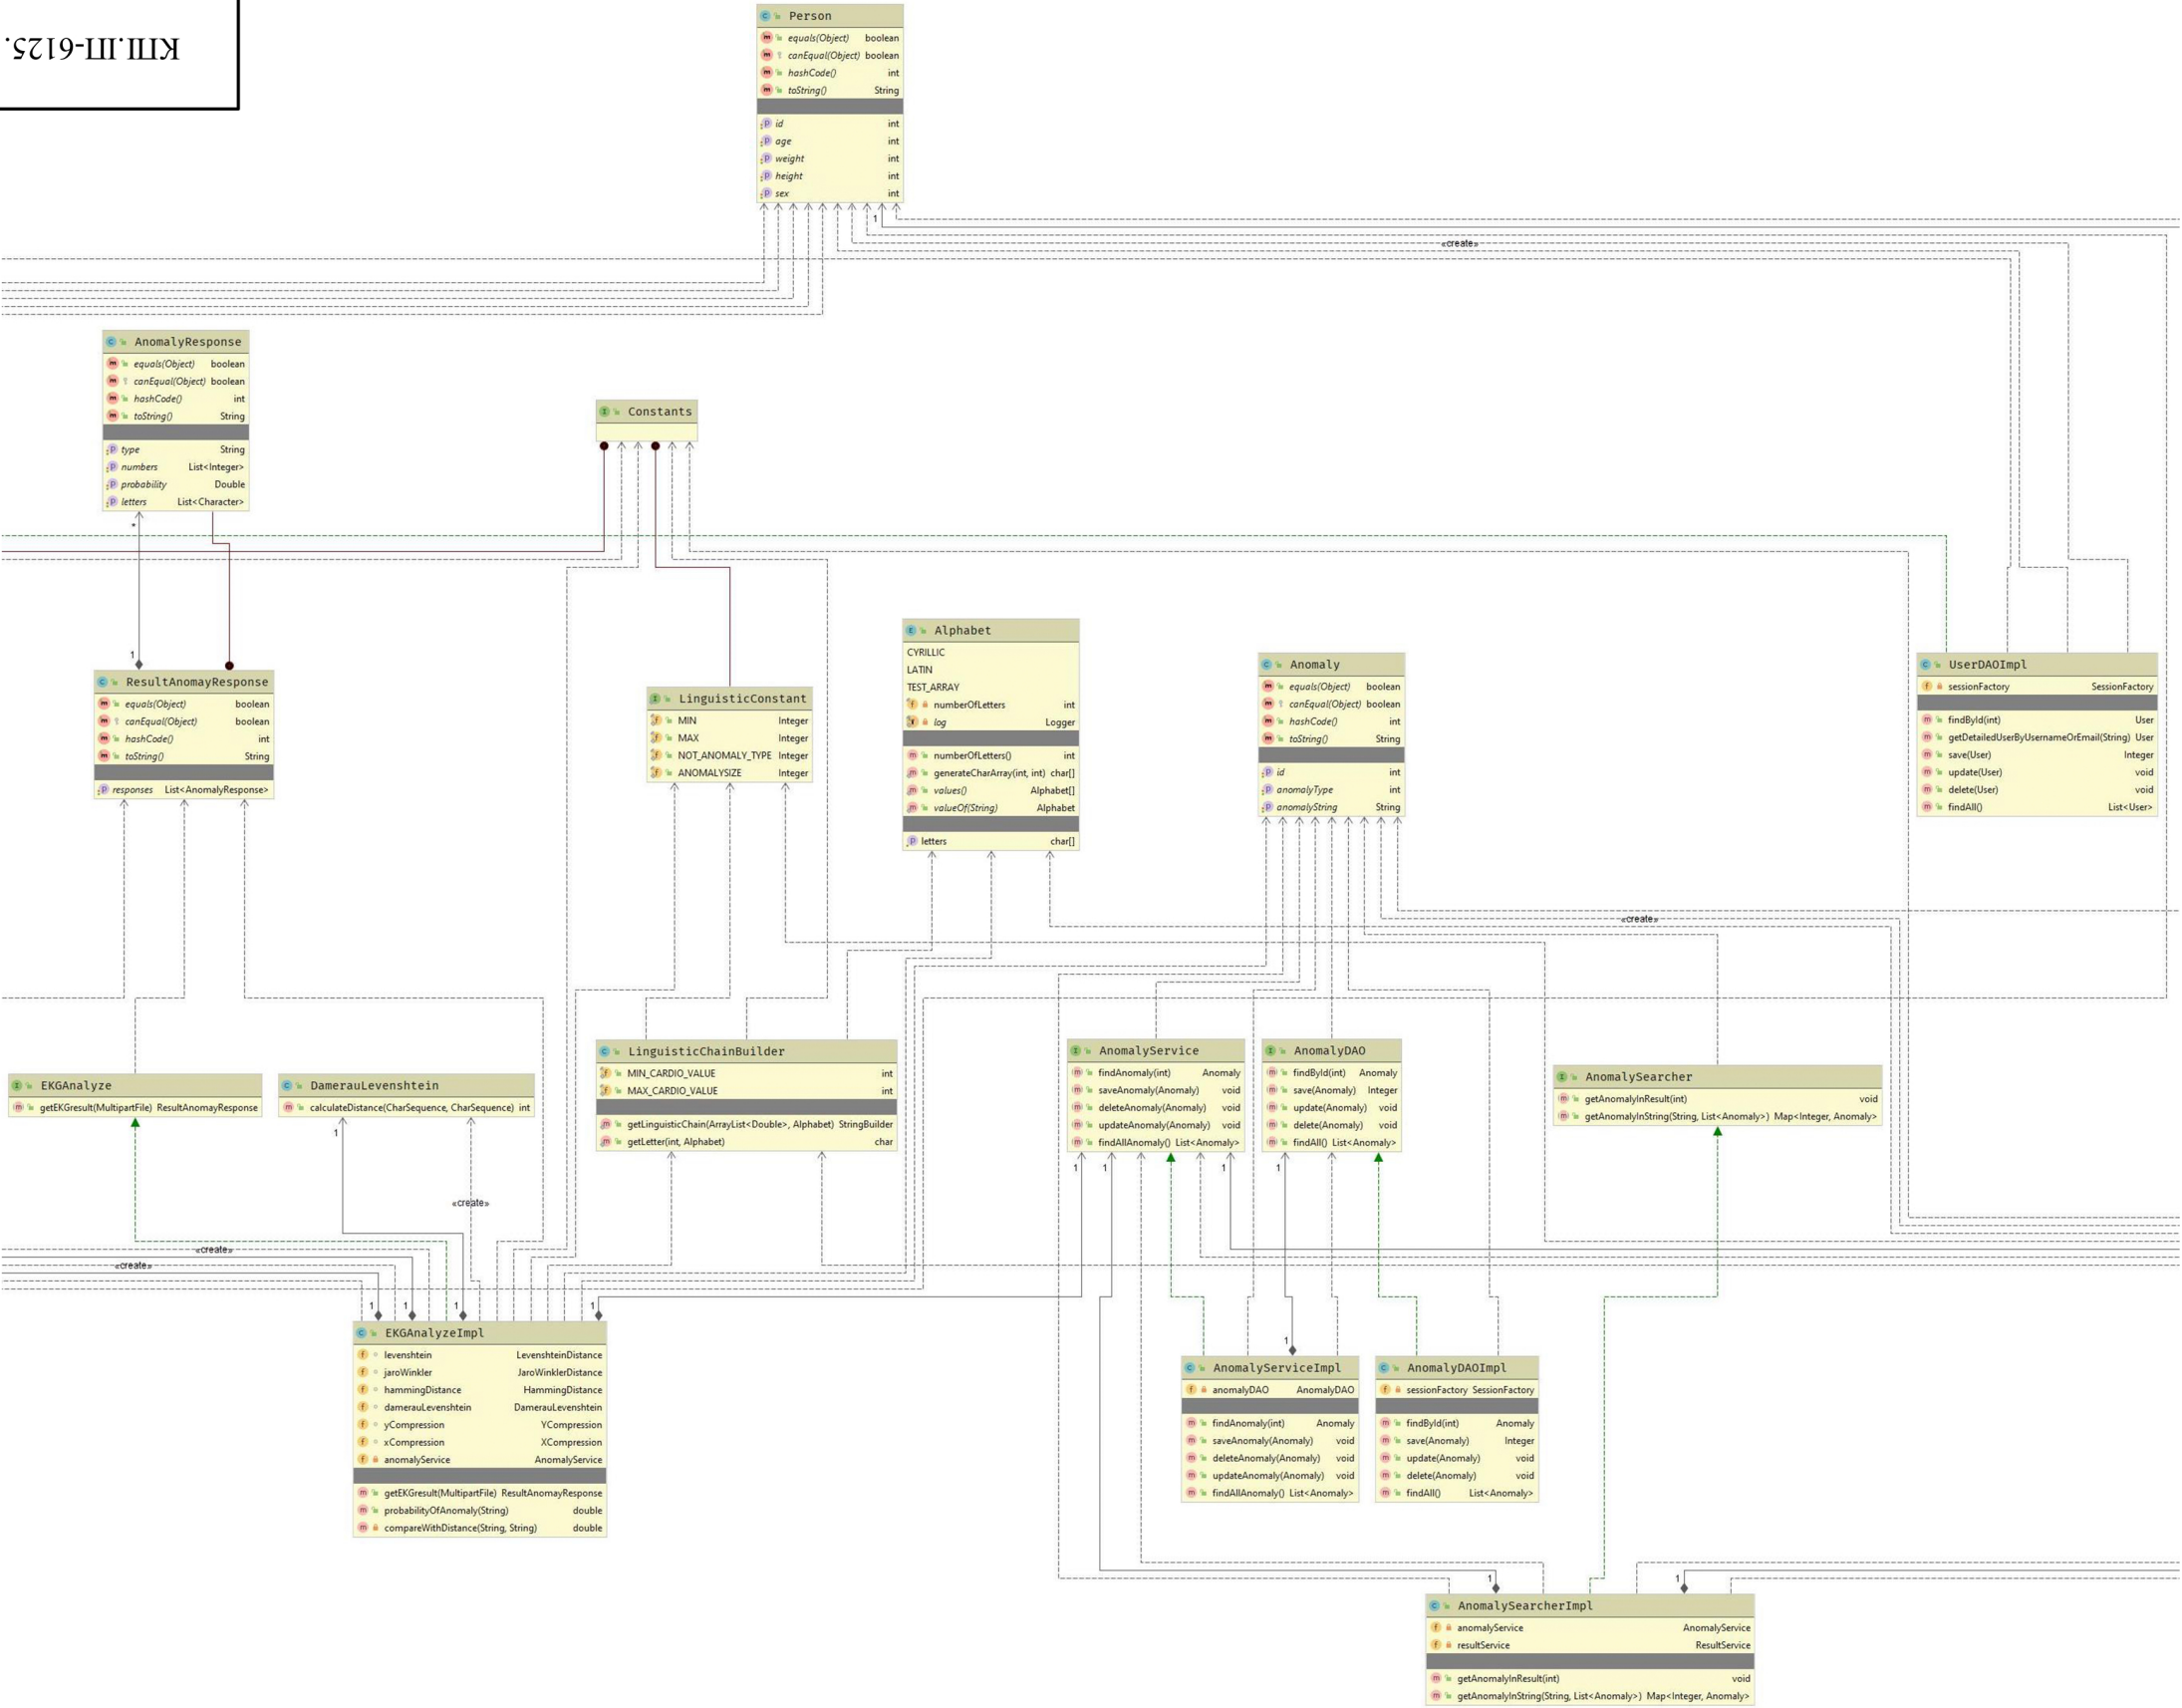 КПІ.ІП-6125.
Person
equals(Object) boolean
canEqual(Object) boolean
hashCode() int
toString() String
id int
age int
weight int
height int
sex int
1
«create»
AnomalyResponse
equals(Object) boolean
canEqual(Object) boolean
hashCode() int
toString() String
type String
numbers List<Integer>
probability Double
letters List<Character>
*
1
Constants
ResultAnomayResponse
equals(Object) boolean
canEqual(Object) boolean
hashCode() int
toString() String
responses List<AnomalyResponse>
LinguisticConstant
MIN Integer
MAX Integer
NOT_ANOMALY_TYPE Integer
ANOMALYSIZE Integer
Alphabet
CYRILLIC
LATIN
TEST_ARRAY
numberOfLetters int
log Logger
numberOfLetters() int
generateCharArray(int, int) char[]
values() Alphabet[]
valueOf(String) Alphabet
letters char[]
Anomaly
equals(Object) boolean
canEqual(Object) boolean
hashCode() int
toString() String
id int
anomalyType int
anomalyString String
UserDAOImpl
sessionFactory SessionFactory
findById(int) User
getDetailedUserByUsernameOrEmail(String) User
save(User) Integer
update(User) void
delete(User) void
findAll() List<User>
«create»
EKGAnalyze
getEKGresult(MultipartFile) ResultAnomayResponse
DamerauLevenshtein
calculateDistance(CharSequence, CharSequence) int
LinguisticChainBuilder
MIN_CARDIO_VALUE int
MAX_CARDIO_VALUE int
getLinguisticChain(ArrayList<Double>, Alphabet) StringBuilder
getLetter(int, Alphabet) char
AnomalyService
findAnomaly(int) Anomaly
saveAnomaly(Anomaly) void
deleteAnomaly(Anomaly) void
updateAnomaly(Anomaly) void
findAllAnomaly() List<Anomaly>
AnomalyDAO
findById(int) Anomaly
save(Anomaly) Integer
update(Anomaly) void
delete(Anomaly) void
findAll() List<Anomaly>
AnomalySearcher
getAnomalyInResult(int) void
getAnomalyInString(String, List<Anomaly>) Map<Integer, Anomaly>
1
1 1 1 1
«create»
«create»
«create»
1 1 1 1
1
EKGAnalyzeImpl
levenshtein LevenshteinDistance
jaroWinkler JaroWinklerDistance
hammingDistance HammingDistance
damerauLevenshtein DamerauLevenshtein
yCompression YCompression
xCompression XCompression
anomalyService AnomalyService
getEKGresult(MultipartFile) ResultAnomayResponse
probabilityOfAnomaly(String) double
compareWithDistance(String, String) double
AnomalyServiceImpl
anomalyDAO AnomalyDAO
findAnomaly(int) Anomaly
saveAnomaly(Anomaly) void
deleteAnomaly(Anomaly) void
updateAnomaly(Anomaly) void
findAllAnomaly() List<Anomaly>
AnomalyDAOImpl
sessionFactory SessionFactory
findById(int) Anomaly
save(Anomaly) Integer
update(Anomaly) void
delete(Anomaly) void
findAll() List<Anomaly>
1 1
AnomalySearcherImpl
anomalyService AnomalyService
resultService ResultService
getAnomalyInResult(int) void
getAnomalyInString(String, List<Anomaly>) Map<Integer, Anomaly>